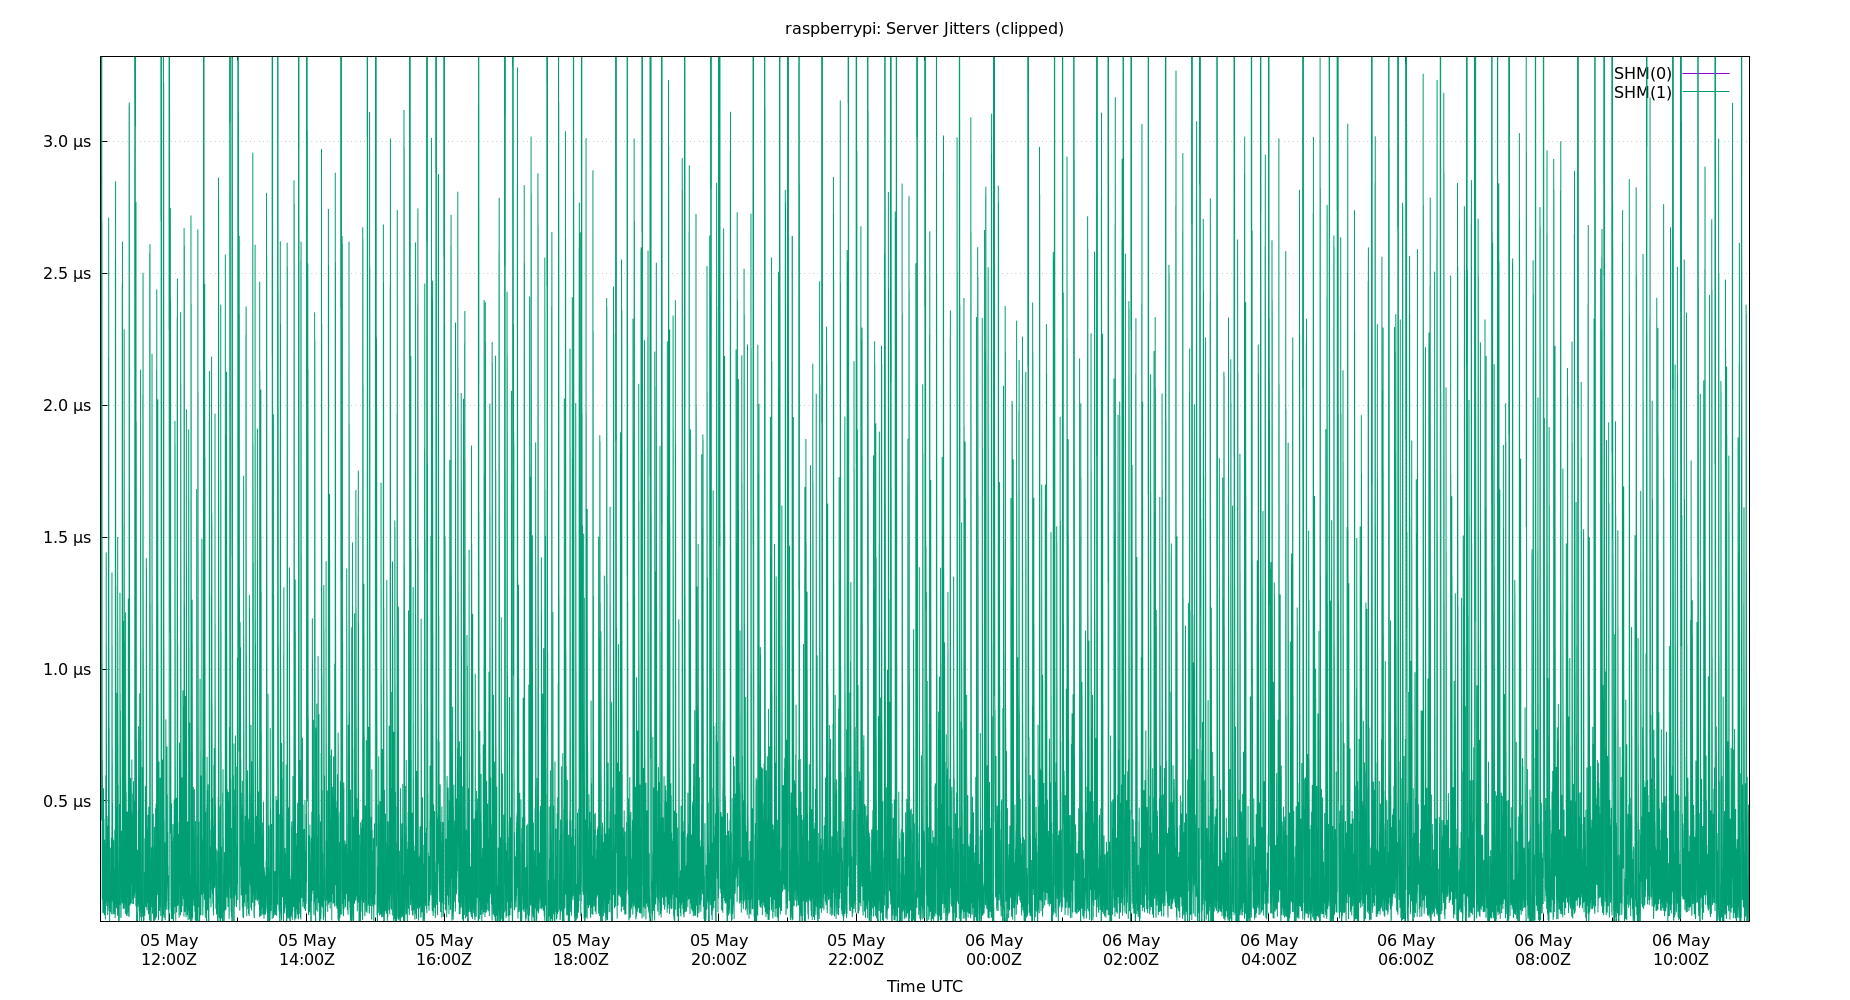 raspberrypi: Server Jitters (clipped)
SHM(0)
SHM(1)
3.0 µs
2.5 µs
2.0 µs
1.5 µs
1.0 µs
0.5 µs
05 May 05 May 05 May 05 May 05 May 05 May 06 May 06 May 06 May 06 May 06 May 06 May
12:00Z 14:00Z 16:00Z 18:00Z 20:00Z 22:00Z 00:00Z 02:00Z 04:00Z 06:00Z 08:00Z 10:00Z
Time UTC